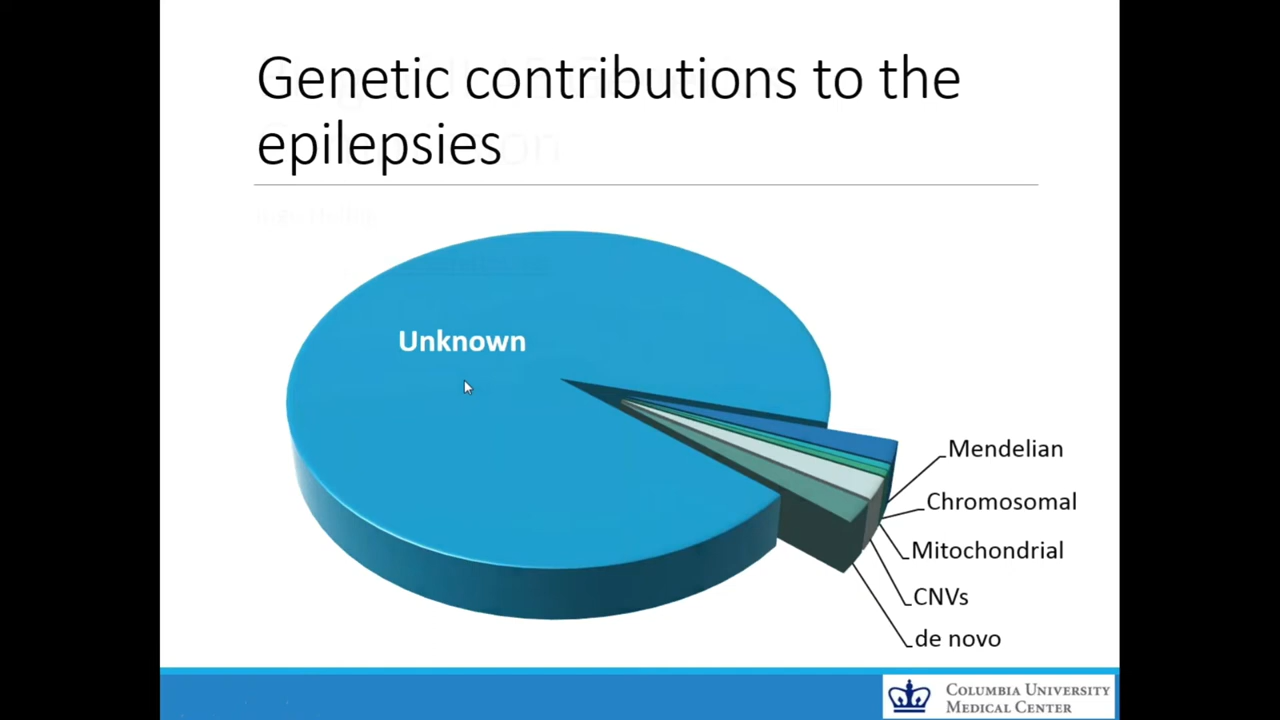 Genetic contributions to the
epilepsies
Unknown
Mendelian
Chromosomal
Mitochondrial
CNVs
de novo
COLUMBIA UNIVERSITY
MEDICAL CENTER